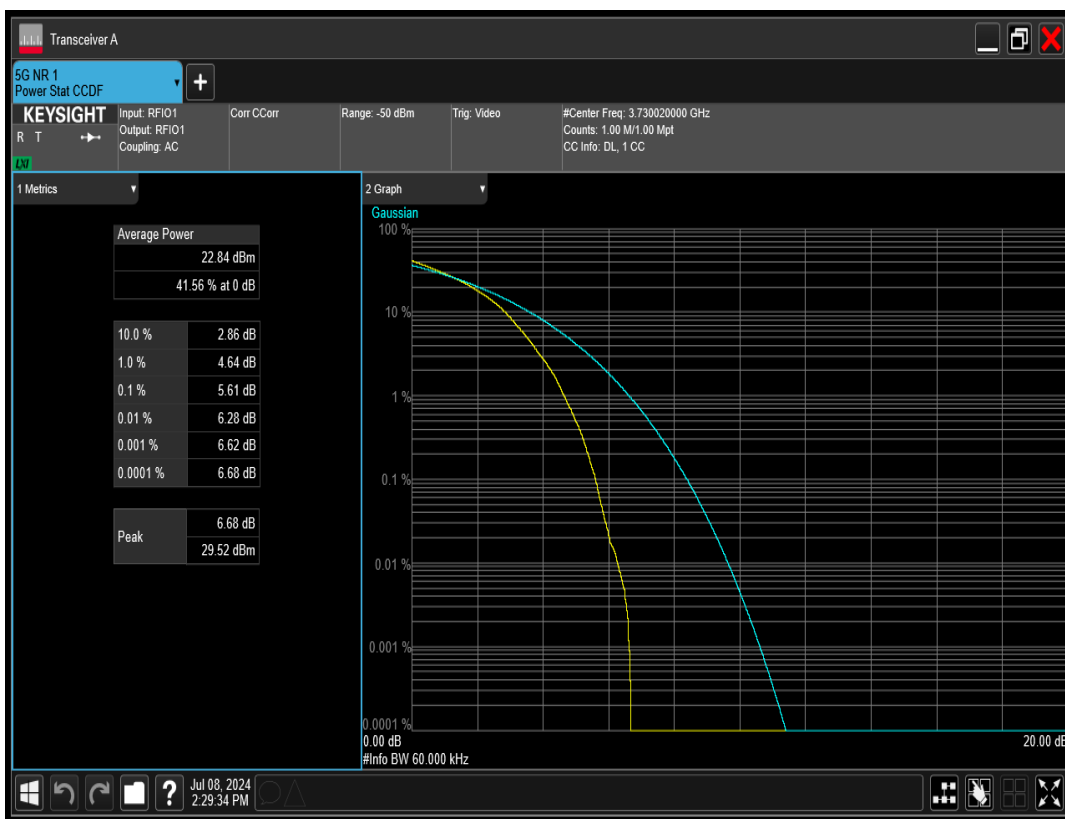 Transceiver A
5G NR 1
Power Stat CCDF
+
KEYSIGHT
R T
LXI
Input: RFIO1
Output: RFIO1
Coupling: AC
Corr CCorr
Range: -50 dBm
Trig: Video
#Center Freq: 3.730020000 GHz
Counts: 1.00 M/1.00 Mpt
CC Info: DL, 1 CC
1 Metrics
Average Power
22.84 dBm
41.56 % at 0 dB
10.0 % 2.86 dB
1.0 % 4.64 dB
0.1 % 5.61 dB
0.01 % 6.28 dB
0.001 % 6.62 dB
0.0001 % 6.68 dB
Peak
6.68 dB
29.52 dBm
2 Graph
Gaussian
100 %
10 %
1 %
0.1 %
0.01 %
0.001 %
0.0001 %
0.00 dB
20.00 dB
#Info BW 60.000 kHz
?
Jul 08, 2024
2:29:34 PM